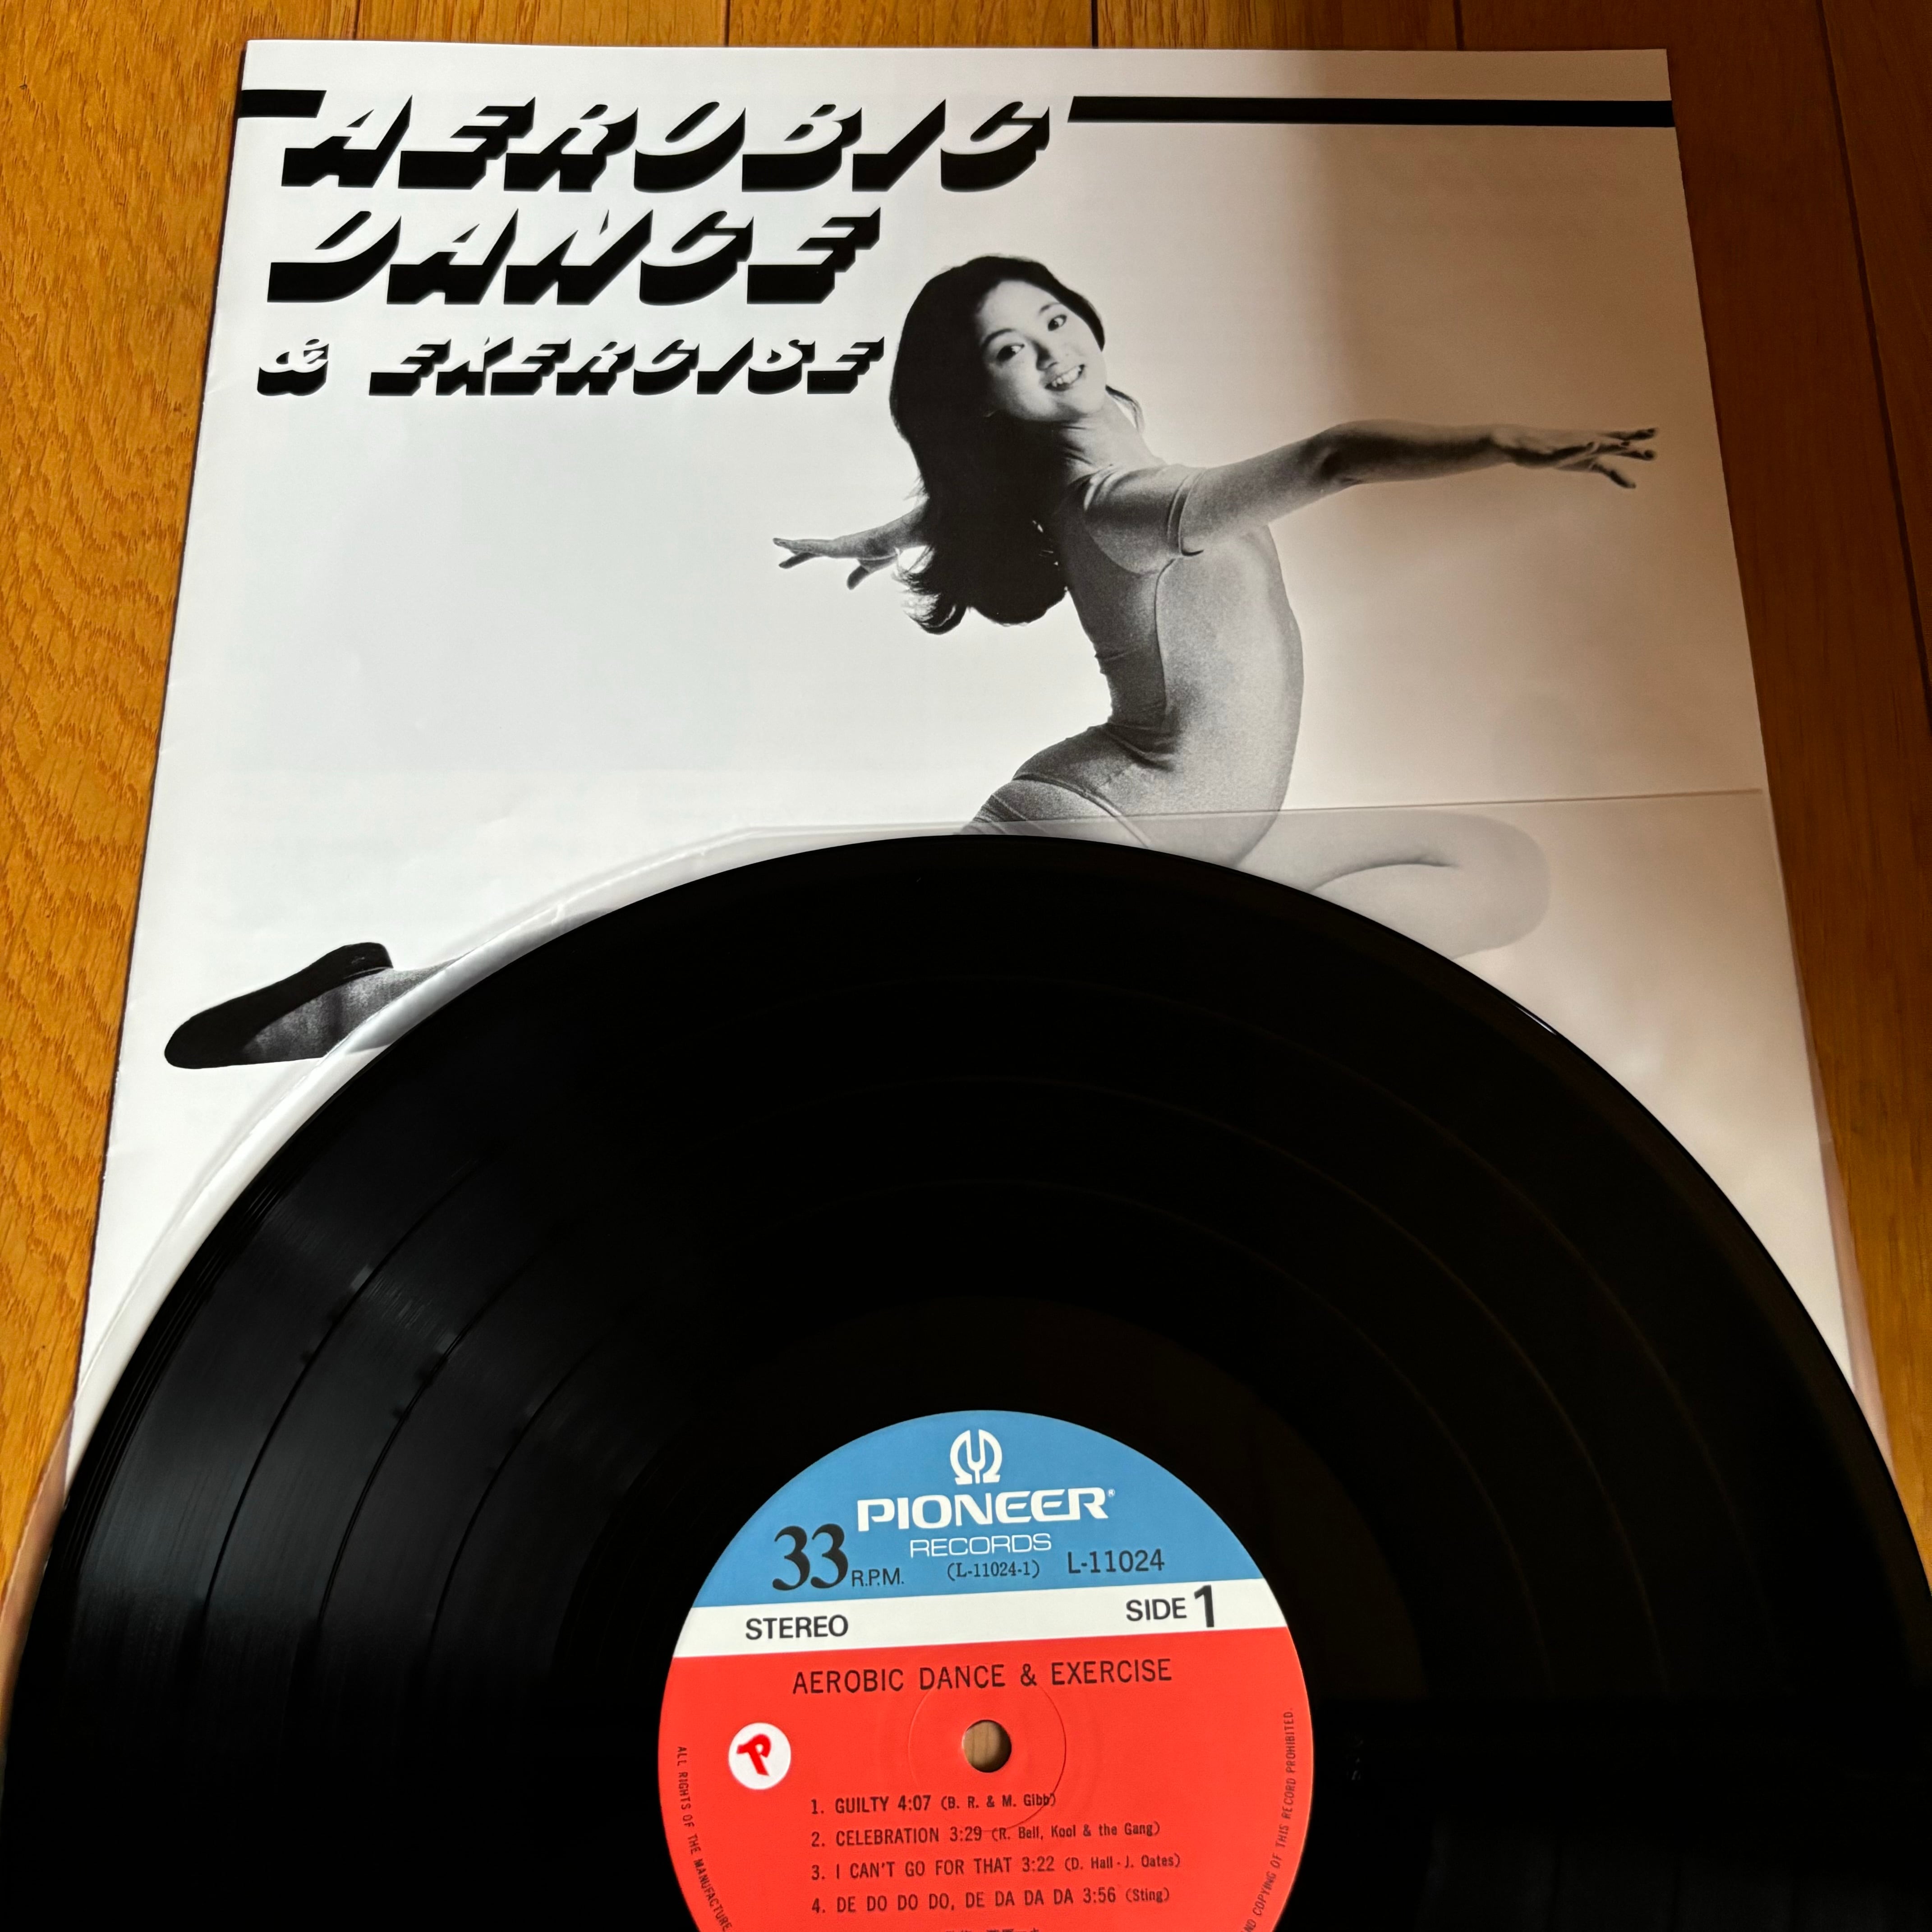 AEROBIC
DANCE
& EXERCISE
PIONEER®
RECORDS
33 R.P.M. (L-11024-1) L-11024
STEREO SIDE 1
AEROBIC DANCE & EXERCISE
P
1. GUILTY 4:07 (B. R. & M. Gibb)
2. CELEBRATION 3:29 (R. Bell, Kool & the Gang)
3. I CAN'T GO FOR THAT 3:22 (D. Hall · J. Oates)
4. DE DO DO DO, DE DA DA DA 3:56 (Sting)
ALL RIGHTS OF THE MANUFACTURE
COPYING OF THIS RECORD PROHIBITED.